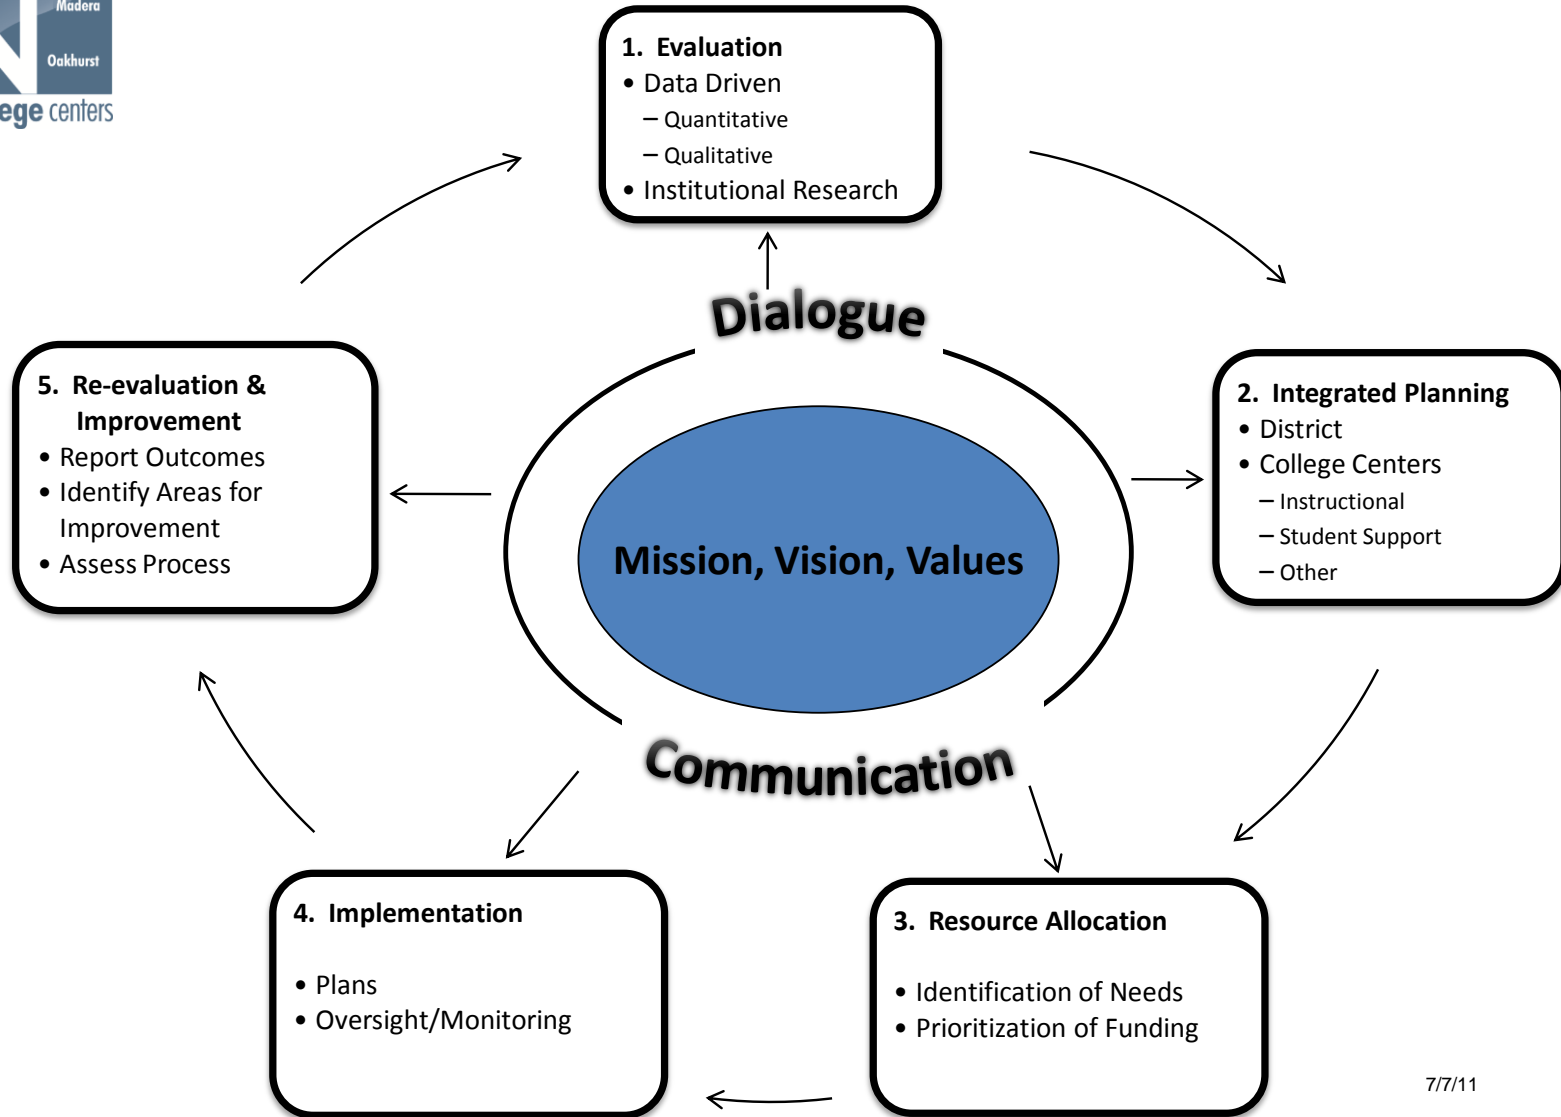 Madera
Oakhurst
ege centers
1. Evaluation
• Data Driven
– Quantitative
– Qualitative
• Institutional Research
Dialogue
5. Re-evaluation &
Improvement
• Report Outcomes
• Identify Areas for
Improvement
• Assess Process
2. Integrated Planning
• District
• College Centers
– Instructional
– Student Support
– Other
Mission, Vision, Values
Communication
4. Implementation
• Plans
• Oversight/Monitoring
3. Resource Allocation
• Identification of Needs
• Prioritization of Funding
7/7/11